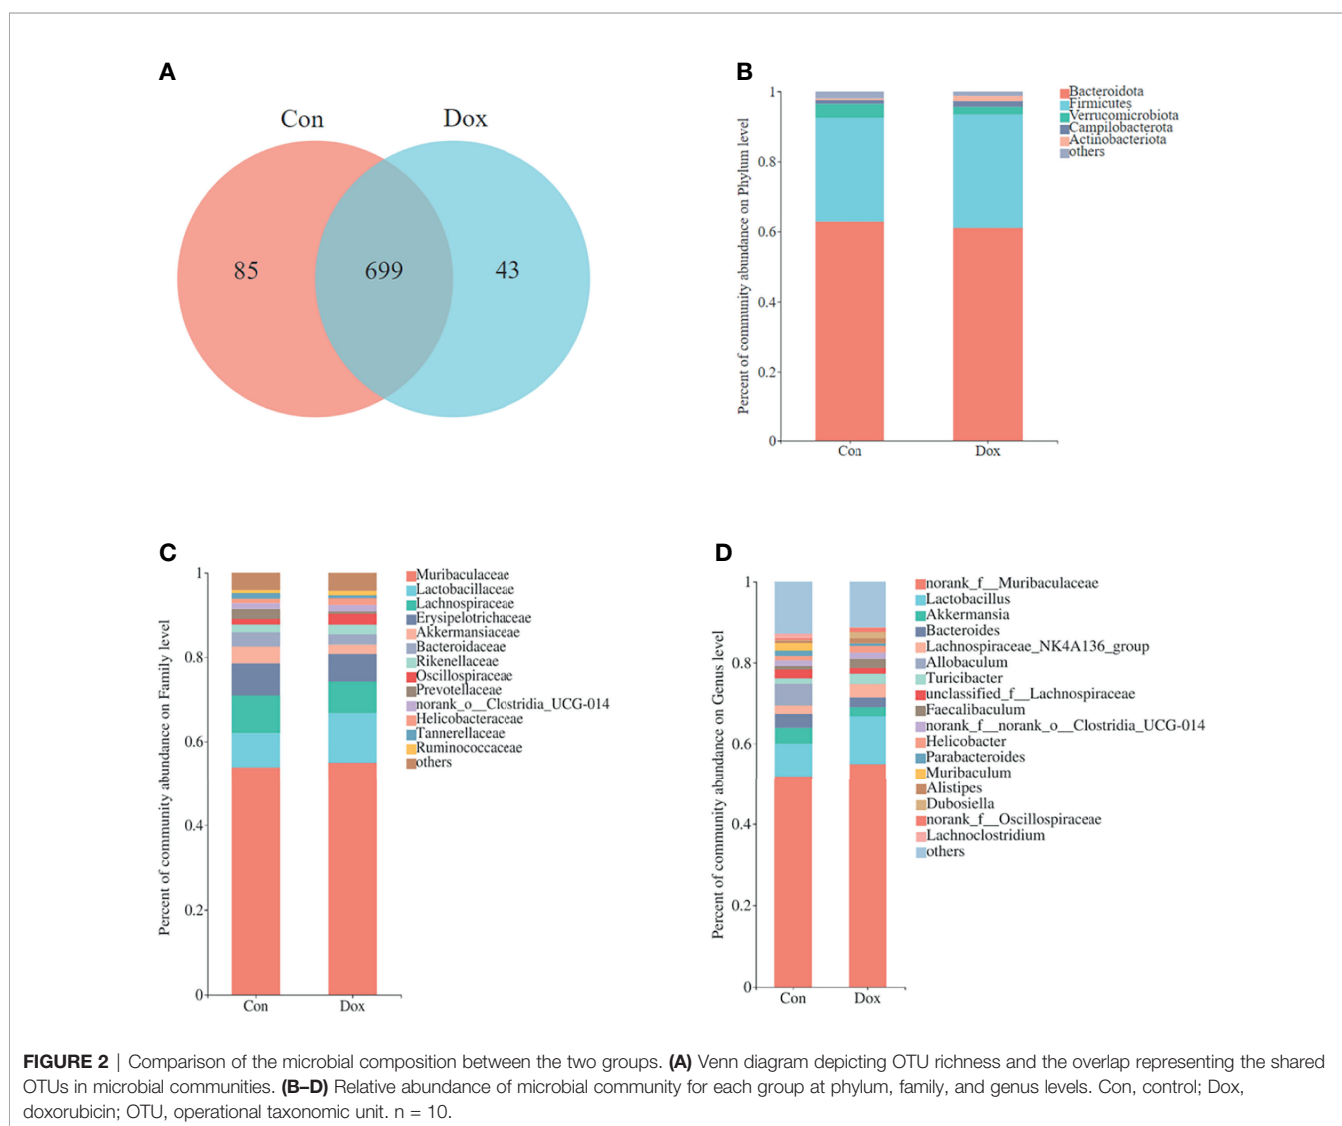 A
Con
Dox
85
699
43
B
Percent of community abundance on Phylum level
1
0.8
0.6
0.4
0.2
0
Con
Dox
Bacteroidota
Firmicutes
Verrucomicrobiota
Campilobacterota
Actinobacteriota
others
C
Percent of community abundance on Family level
1
0.8
0.6
0.4
0.2
0
Con
Dox
Muribaculaceae
Lactobacillaceae
Lachnospiraceae
Erysipelotrichaceae
Akkermansiaceae
Bacteroidaceae
Rikenellaceae
Oscillospiraceae
Prevotellaceae
norank_o__Clostridia_UCG-014
Helicobacteraceae
Tannerellaceae
Ruminococcaceae
others
D
Percent of community abundance on Genus level
1
0.8
0.6
0.4
0.2
0
Con
Dox
norank_f__Muribaculaceae
Lactobacillus
Akkermansia
Bacteroides
Lachnospiraceae_NK4A136_group
Allobaculum
Turicibacter
unclassified_f__Lachnospiraceae
Faecalibaculum
norank_f__norank_o__Clostridia_UCG-014
Helicobacter
Parabacteroides
Muribaculum
Alistipes
Dubosiella
norank_f__Oscillospiraceae
Lachnoclostridium
others
FIGURE 2 | Comparison of the microbial composition between the two groups. (A) Venn diagram depicting OTU richness and the overlap representing the shared
OTUs in microbial communities. (B–D) Relative abundance of microbial community for each group at phylum, family, and genus levels. Con, control; Dox,
doxorubicin; OTU, operational taxonomic unit. n = 10.